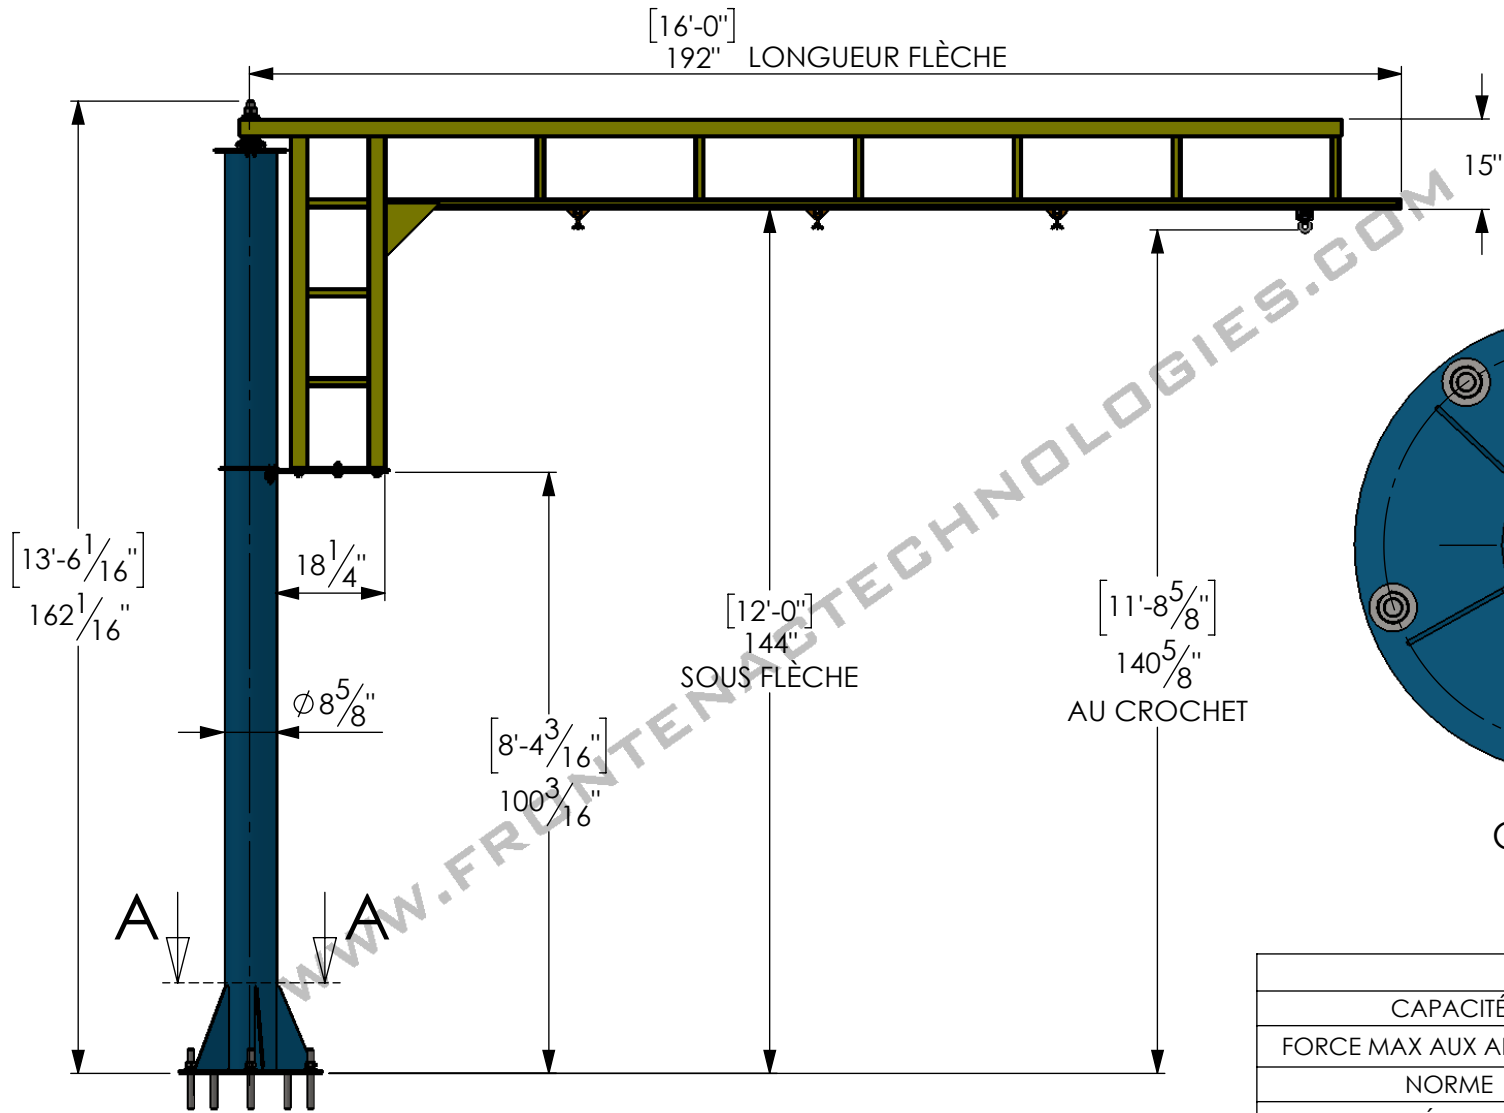 [16'-0"]
192" LONGUEUR FLÈCHE
15"
[13'-6 1/16"]
162 1/16"
18 1/4"
Ø8 5/8"
[8'-4 3/16"]
100 3/16"
[12'-0"]
144"
SOUS FLÈCHE
[11'-8 5/8"]
140 5/8"
AU CROCHET
A A
WWW.FRONTENACTECHNOLOGIES.COM
CAPACITÉ
FORCE MAX AUX
NORME